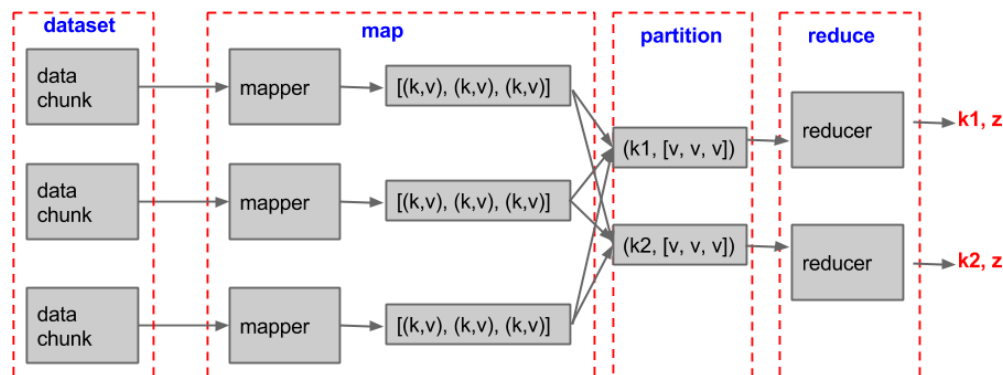 dataset
map
partition
reduce
data
chunk
mapper
[(k,v), (k,v), (k,v)]
k1, z
(k1, [v, v, v])
reducer
data
chunk
mapper
[(k,v), (k,v), (k,v)]
(k2, [v, v, v])
reducer
k2, z
data
chunk
mapper
[(k,v), (k,v), (k,v)]